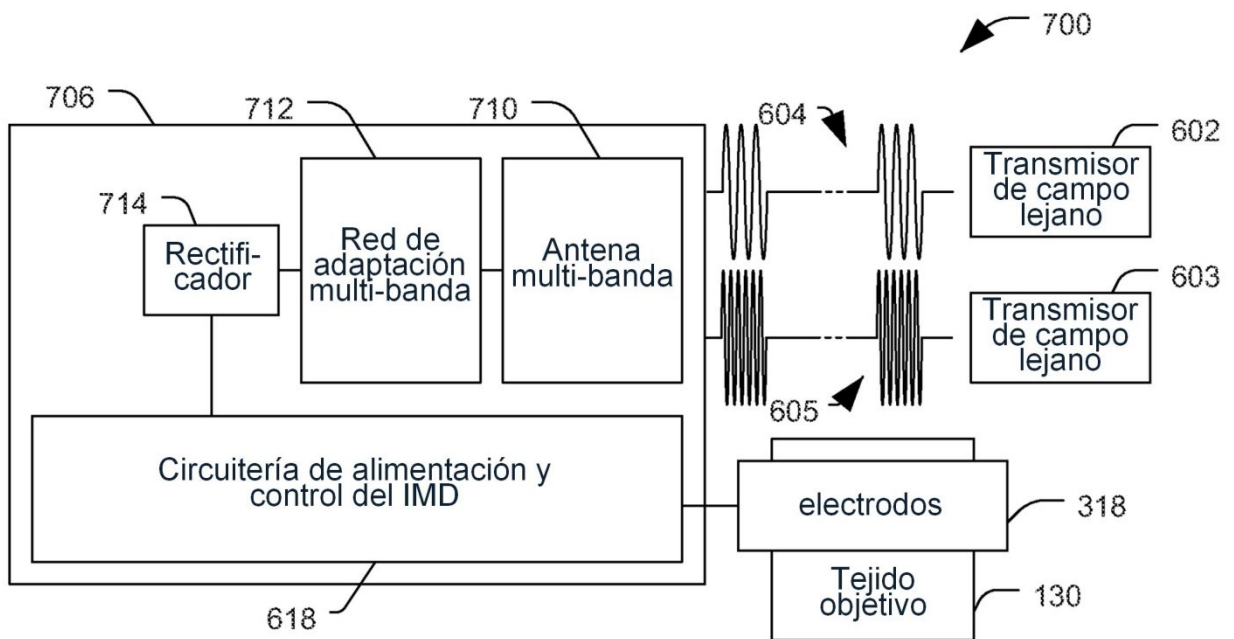 700
706
712
710
604
602
Transmisor
de campo
lejano
714
Rectifi-
cador
Red de
adaptación
multi-banda
Antena
multi-banda
603
Transmisor
de campo
lejano
605
Circuitería de alimentación y
control del IMD
electrodos
318
Tejido
objetivo
130
618